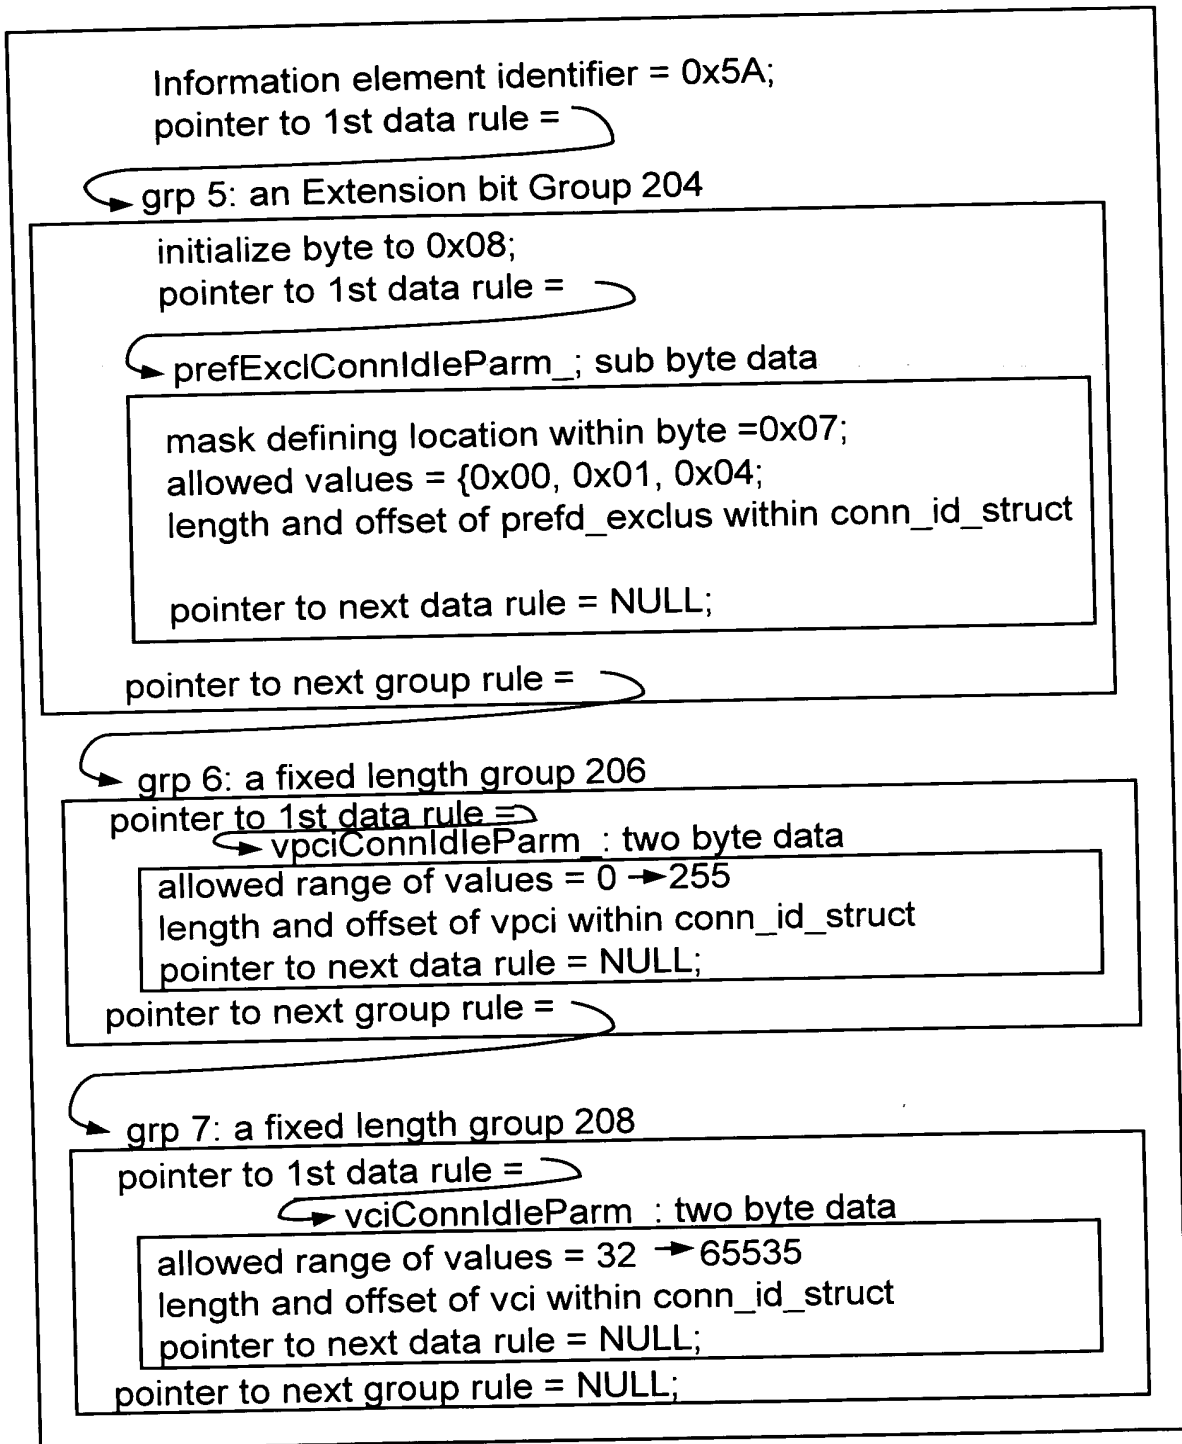 Information element identifier = 0x5A;
pointer to 1st data rule =
grp 5: an Extension bit Group 204
initialize byte to 0x08;
pointer to 1st data rule =
prefExclConnIdleParm_; sub byte data
mask defining location within byte =0x07;
allowed values = {0x00, 0x01, 0x04;
length and offset of prefd_exclus within conn_id_struct
pointer to next data rule = NULL;
pointer to next group rule =
grp 6: a fixed length group 206
pointer to 1st data rule =
vpciConnIdleParm_: two byte data
allowed range of values = 0 → 255
length and offset of vpci within conn_id_struct
pointer to next data rule = NULL;
pointer to next group rule =
grp 7: a fixed length group 208
pointer to 1st data rule =
vciConnIdleParm_: two byte data
allowed range of values = 32 → 65535
length and offset of vci within conn_id_struct
pointer to next data rule = NULL;
pointer to next group rule = NULL;